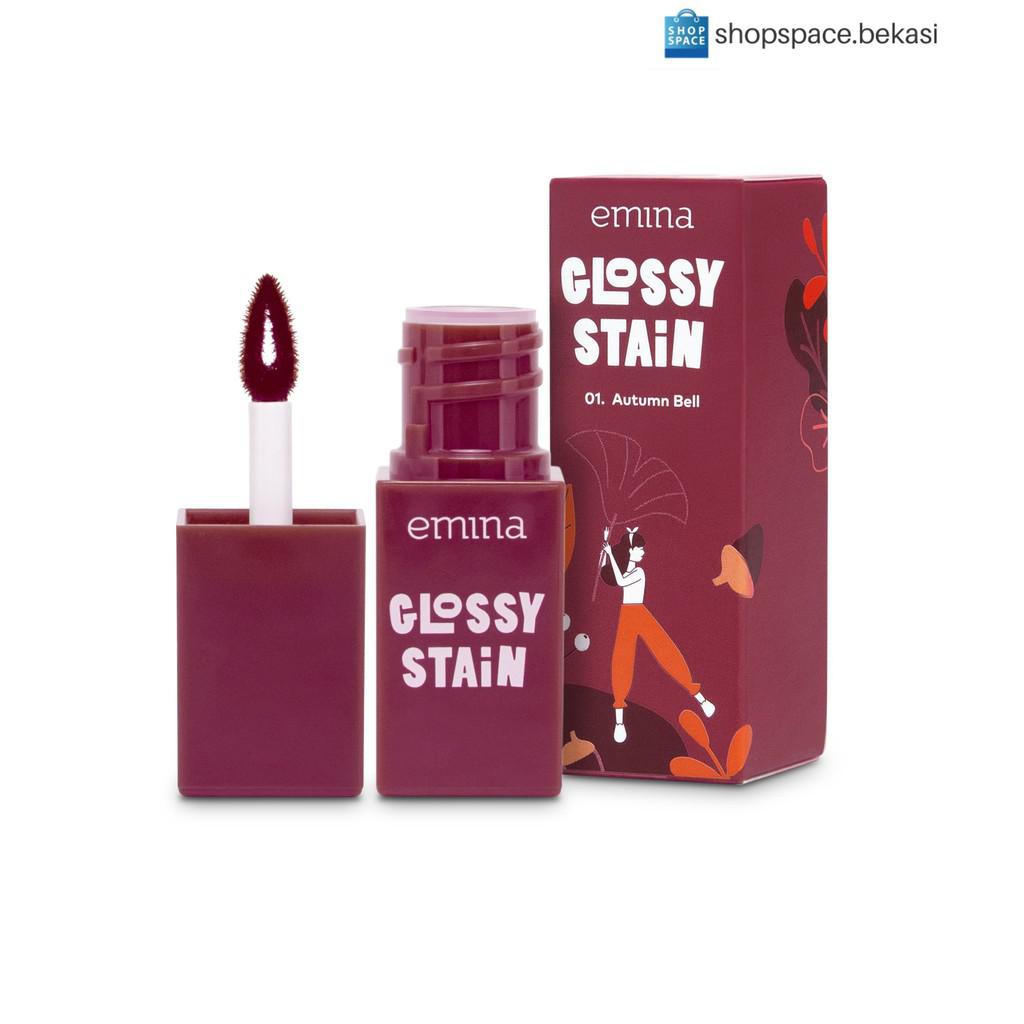 SHOP
SPACE
shopspace.bekasi
emina
GLOSSY
STAiN
01. Autumn Bell
emina
GLOSSY
STAiN